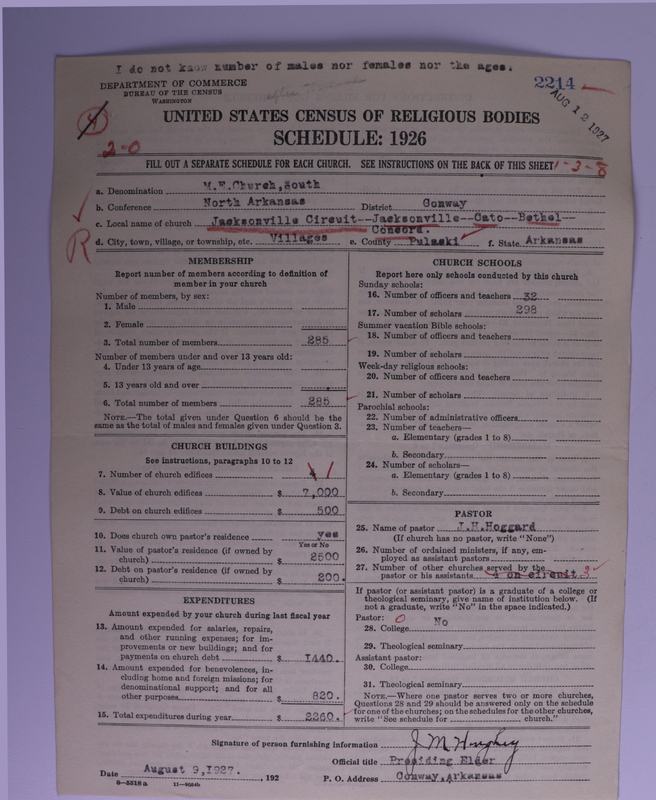 I do not know number of males nor females nor the ages.
DEPARTMENT OF COMMERCE
BUREAU OF THE CENSUS
WASHINGTON
2214
AUG 12 1927
4
2-0
UNITED STATES CENSUS OF RELIGIOUS BODIES
SCHEDULE: 1926
FILL OUT A SEPARATE SCHEDULE FOR EACH CHURCH. SEE INSTRUCTIONS ON THE BACK OF THIS SHEET
1-3-8
a. Denomination M.E.Church,South
b. Conference North Arkansas District Conway
c. Local name of church Jacksonville Circuit--Jacksonville--Cato--Bethel--
Concord.
R
d. City, town, village, or township, etc. Villages e. County Pulaski f. State Arkansas
MEMBERSHIP
Report number of members according to definition of
member in your church
Number of members, by sex:
1. Male
2. Female
3. Total number of members 285
Number of members under and over 13 years old:
4. Under 13 years of age
5. 13 years old and over
6. Total number of members 285
NOTE.—The total given under Question 6 should be the
same as the total of males and females given under Question 3.
CHURCH BUILDINGS
See instructions, paragraphs 10 to 12
7. Number of church edifices 4 1
8. Value of church edifices $ 7,000
9. Debt on church edifices $ 500
10. Does church own pastor's residence yes
Yes or No
11. Value of pastor's residence (if owned by
church) $ 2500
12. Debt on pastor's residence (if owned by
church) $ 200.
EXPENDITURES
Amount expended by your church during last fiscal year
13. Amount expended for salaries, repairs,
and other running expenses; for im-
provements or new buildings; and for
payments on church debt $ 1440.
14. Amount expended for benevolences, in-
cluding home and foreign missions; for
denominational support; and for all
other purposes $ 820.
15. Total expenditures during year $ 2260.
CHURCH SCHOOLS
Report here only schools conducted by this church
Sunday schools:
16. Number of officers and teachers 32
17. Number of scholars 298
Summer vacation Bible schools:
18. Number of officers and teachers
19. Number of scholars
Week-day religious schools:
20. Number of officers and teachers
21. Number of scholars
Parochial schools:
22. Number of administrative officers
23. Number of teachers—
a. Elementary (grades 1 to 8)
b. Secondary
24. Number of scholars—
a. Elementary (grades 1 to 8)
b. Secondary
PASTOR
25. Name of pastor J.H.Hoggard
(If church has no pastor, write "None")
26. Number of ordained ministers, if any, em-
ployed as assistant pastors
27. Number of other churches served by the
pastor or his assistants 4 on circuit 3
If pastor (or assistant pastor) is a graduate of a college or
theological seminary, give name of institution below. (If
not a graduate, write "No" in the space indicated.)
Pastor: 0
28. College No
29. Theological seminary
Assistant pastor:
30. College
31. Theological seminary
NOTE.—Where one pastor serves two or more churches,
Questions 28 and 29 should be answered only on the schedule
for one of the churches; on the schedules for the other churches,
write "See schedule for church."
Signature of person furnishing information J M Hughey
Official title Presiding Elder
Date August 9,1927. , 192 P. O. Address Conway,Arkansas
8—5518 a